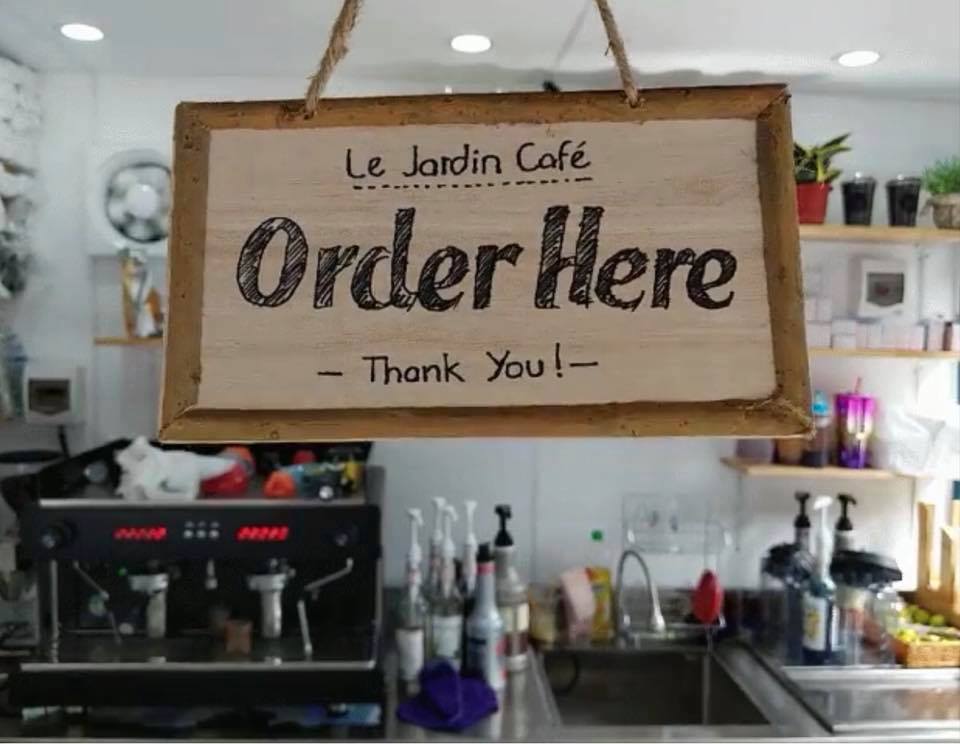 Le Jardin Café
Order Here
— Thank You! —